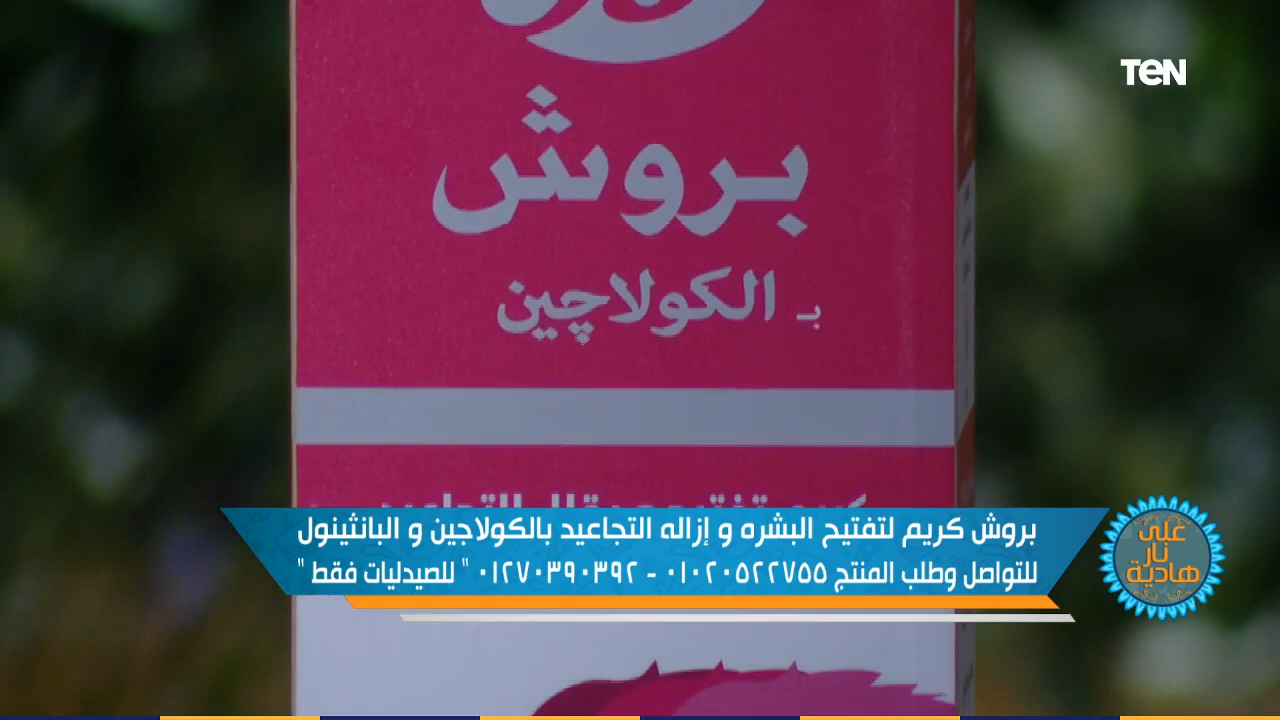 TEN
بروش
بـ الكولاچين
بروش كريم لتفتيح البشره و إزاله التجاعيد بالكولاجين و البانثينول
للتواصل وطلب المنتج ٠١٠٢٠٥٢٢٧٥٥ - ٠١٢٧٠٣٩٠٣٩٢ " للصيدليات فقط "
على
نار
هادية